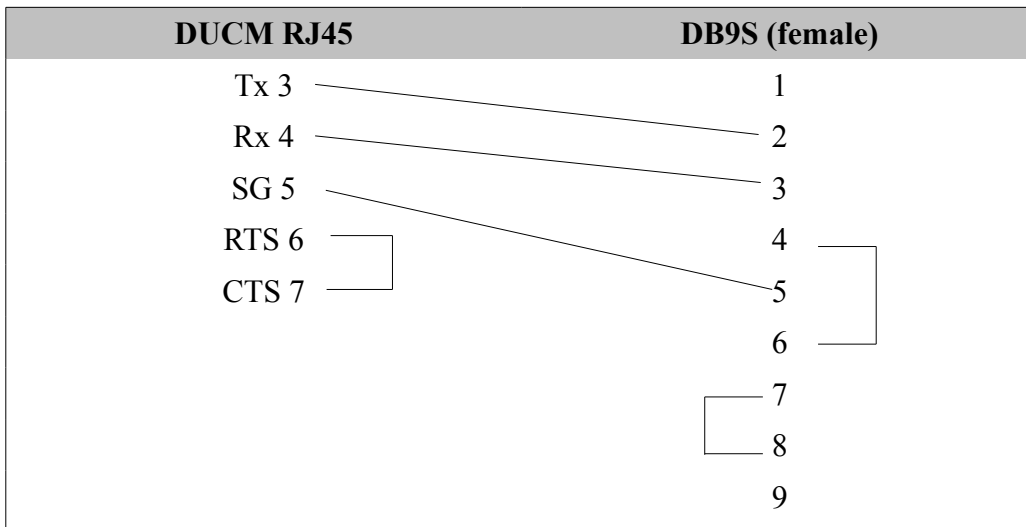 DUCM RJ45 DB9S (female)
Tx 3 1
Rx 4 2
SG 5 3
RTS 6 4
CTS 7 5
6
7
8
9